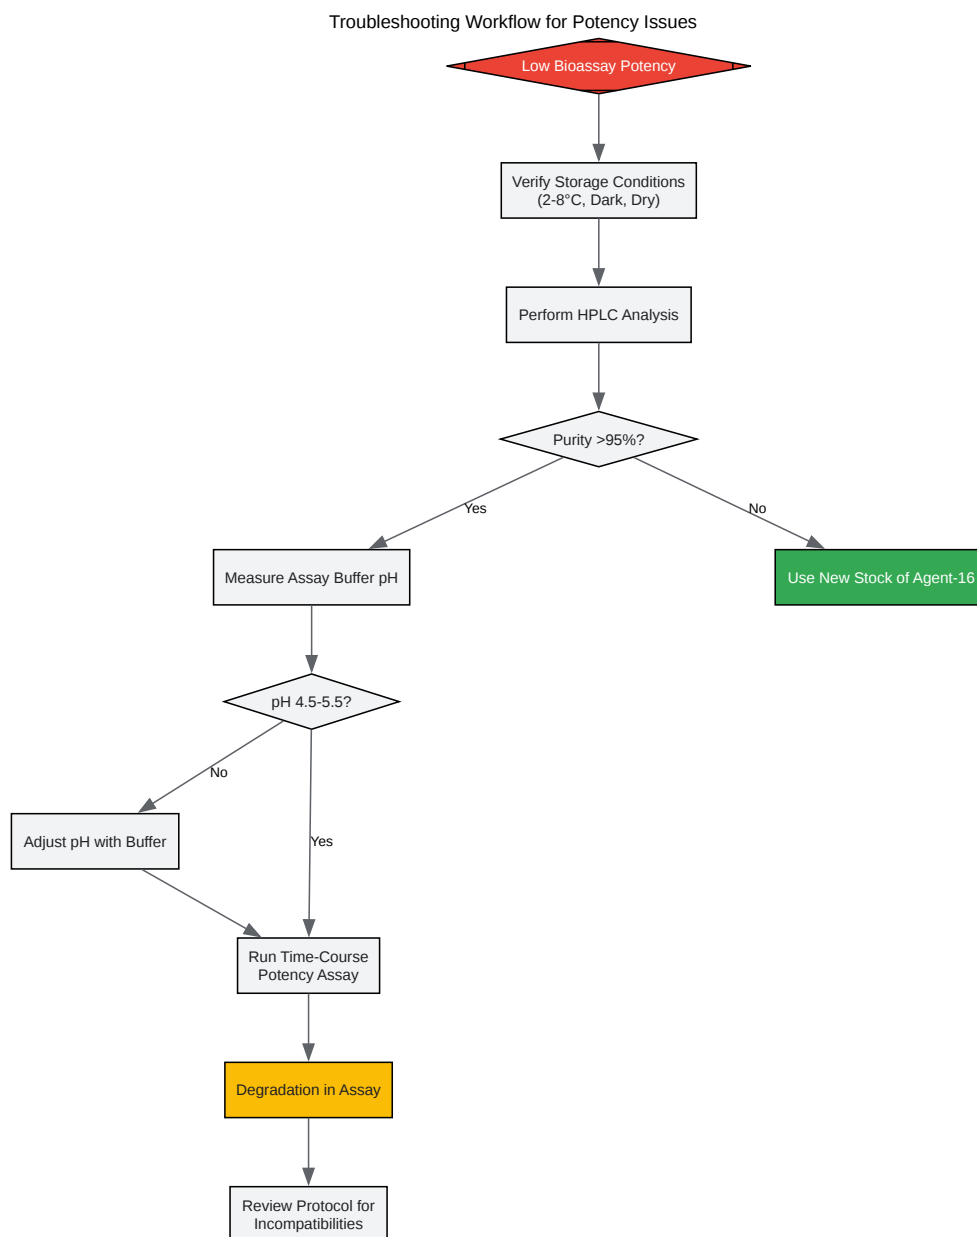 Troubleshooting Workflow for Potency Issues
Low Bioassay Potency
Verify Storage Conditions
(2-8°C, Dark, Dry)
Perform HPLC Analysis
Purity >95%?
Yes
No
Measure Assay Buffer pH
Use New Stock of Agent-16
pH 4.5-5.5?
No
Adjust pH with Buffer
Yes
Run Time-Course
Potency Assay
Degradation in Assay
Review Protocol for
Incompatibilities